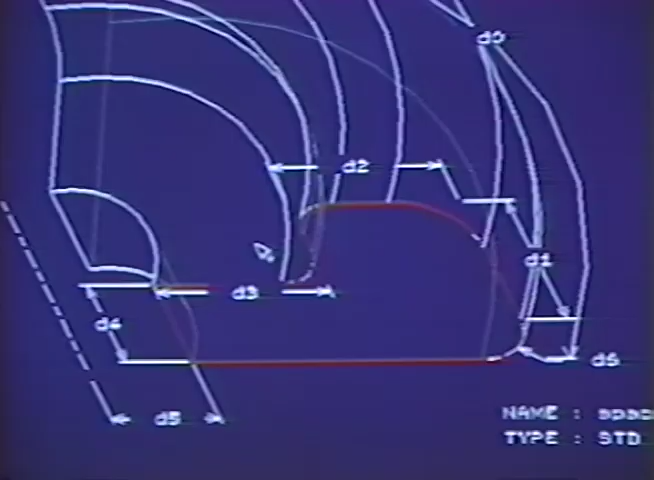 d0
d2
d1
d3
d4
d6
d5
NAME :
TYPE : STD